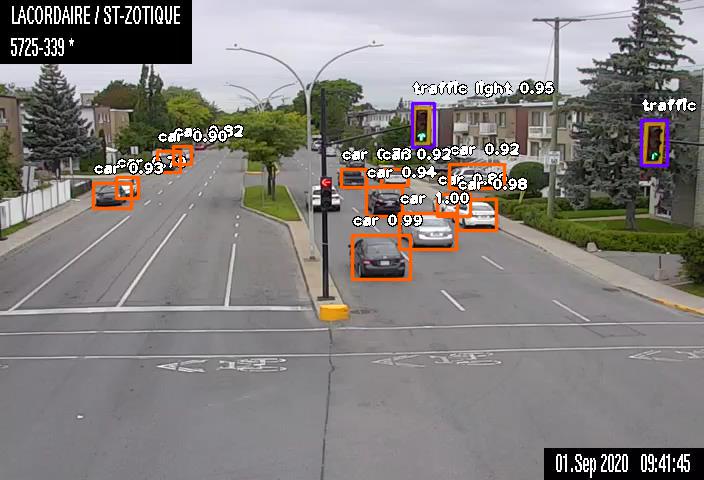 LACORDAIRE / ST-ZOTIQUE
5725-339 *
traffic light 0.95
traffic
car 0.90
car 0.93
car 0.92
car 0.92
car 0.94
car 0.98
car 1.00
car 0.99
01.Sep 2020 09:41:45